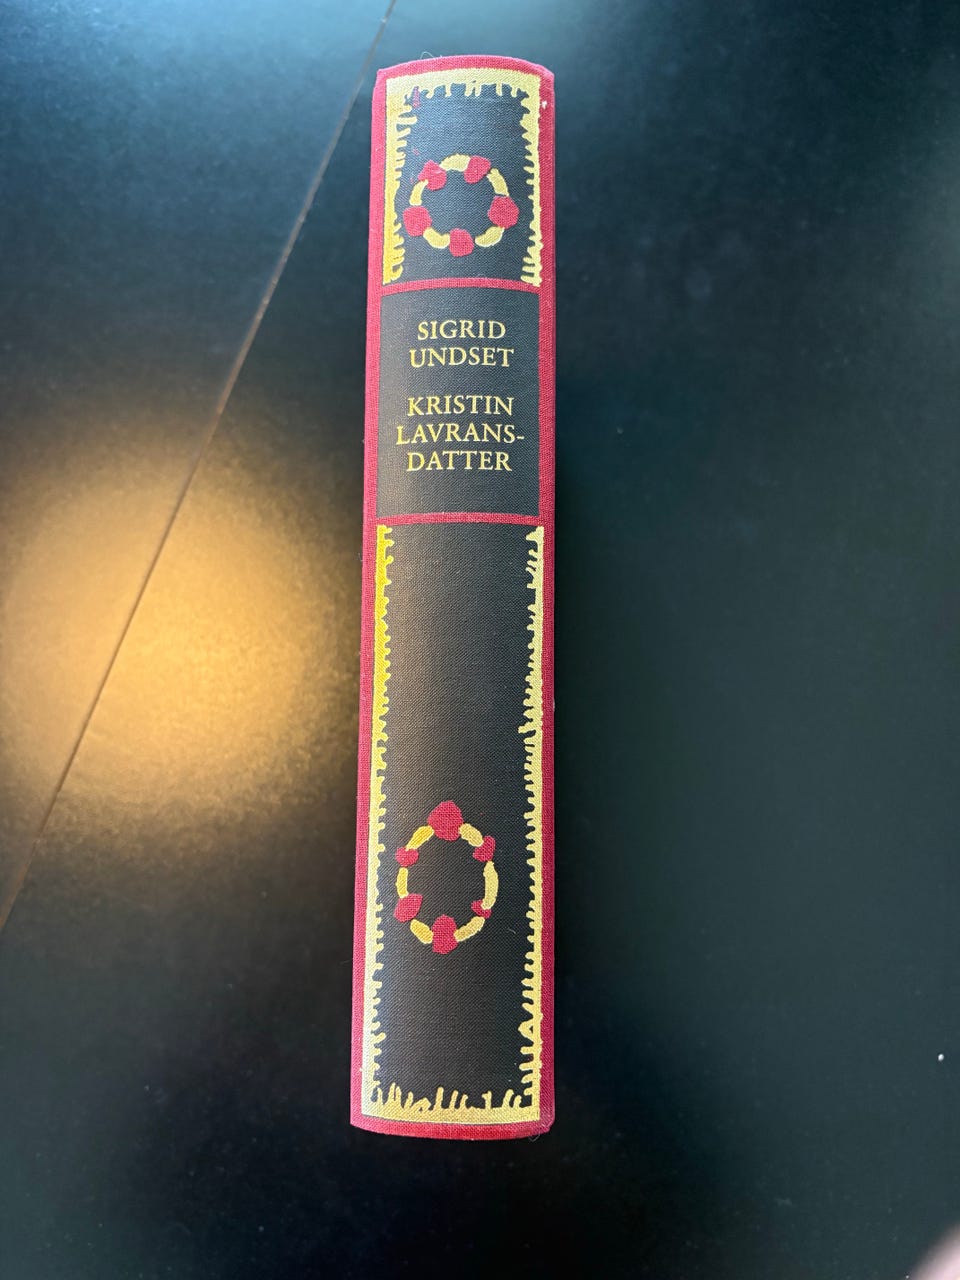 SIGRID
UNDSET
KRISTIN
LAVRANS-
DATTER